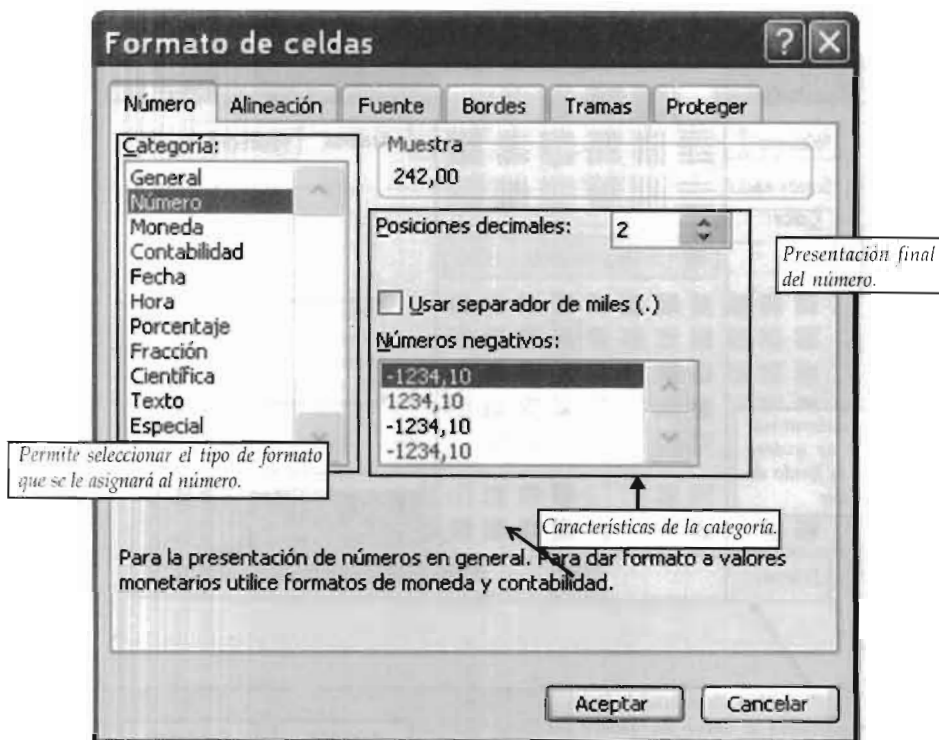 Formato de celdas
Número
Alineación
Fuente
Bordes
Tramas
Proteger
Categoría:
General
Número
Moneda
Contabilidad
Fecha
Hora
Porcentaje
Fracción
Científica
Texto
Especial
Muestra
242,00
Posiciones decimales: 2
Usar separador de miles (.)
Números negativos:
-1234,10
1234,10
-1234,10
-1234,10
Presentación final
del número.
Permite seleccionar el tipo de formato
que se le asignará al número.
Características de la categoría.
Para la presentación de números en general. Para dar formato a valores
monetarios utilice formatos de moneda y contabilidad.
Aceptar
Cancelar